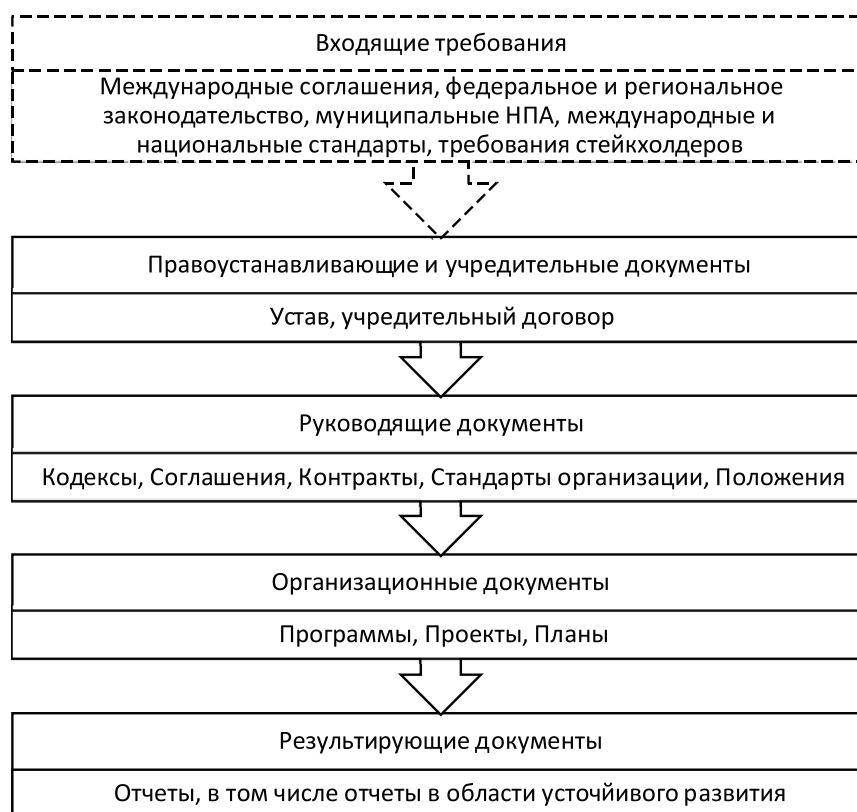 Входящие требования
Международные соглашения, федеральное и региональное
законодательство, муниципальные НПА, международные и
национальные стандарты, требования стейкхолдеров
Правоустанавливающие и учредительные документы
Устав, учредительный договор
Руководящие документы
Кодексы, Соглашения, Контракты, Стандарты организации, Положения
Организационные документы
Программы, Проекты, Планы
Результирующие документы
Отчеты, в том числе отчеты в области усточйивого развития